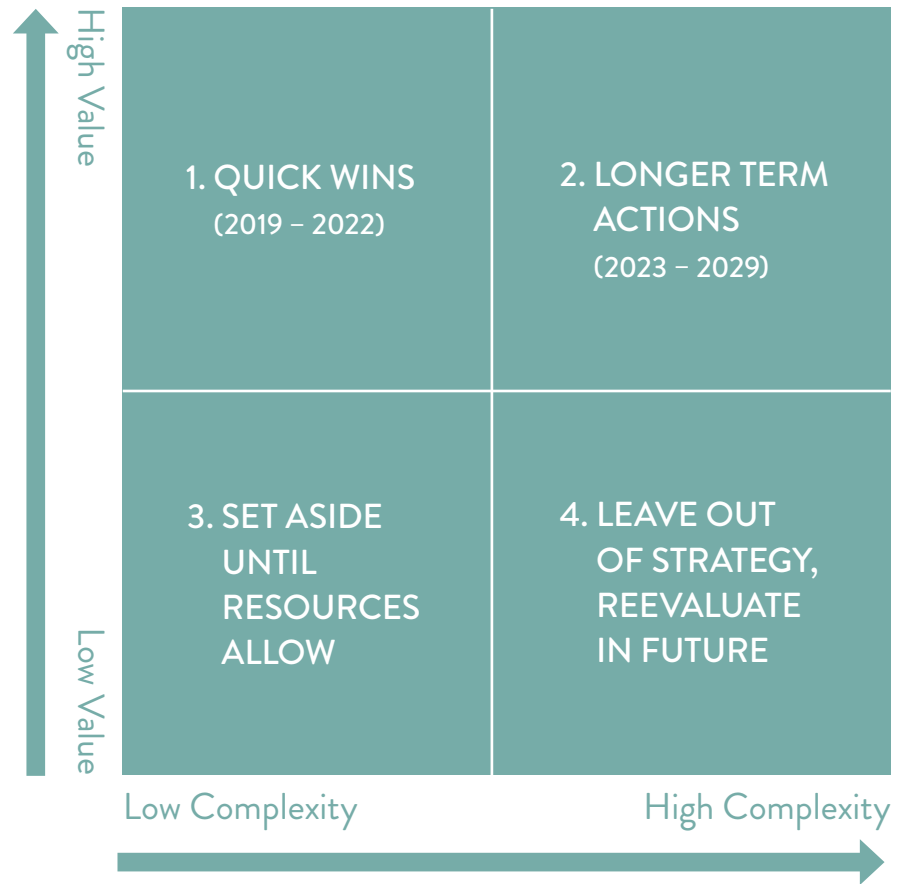 High Value
1. QUICK WINS
(2019 – 2022)
2. LONGER TERM
ACTIONS
(2023 – 2029)
Low Value
3. SET ASIDE
UNTIL
RESOURCES
ALLOW
4. LEAVE OUT
OF STRATEGY,
REEVALUATE
IN FUTURE
Low Complexity
High Complexity